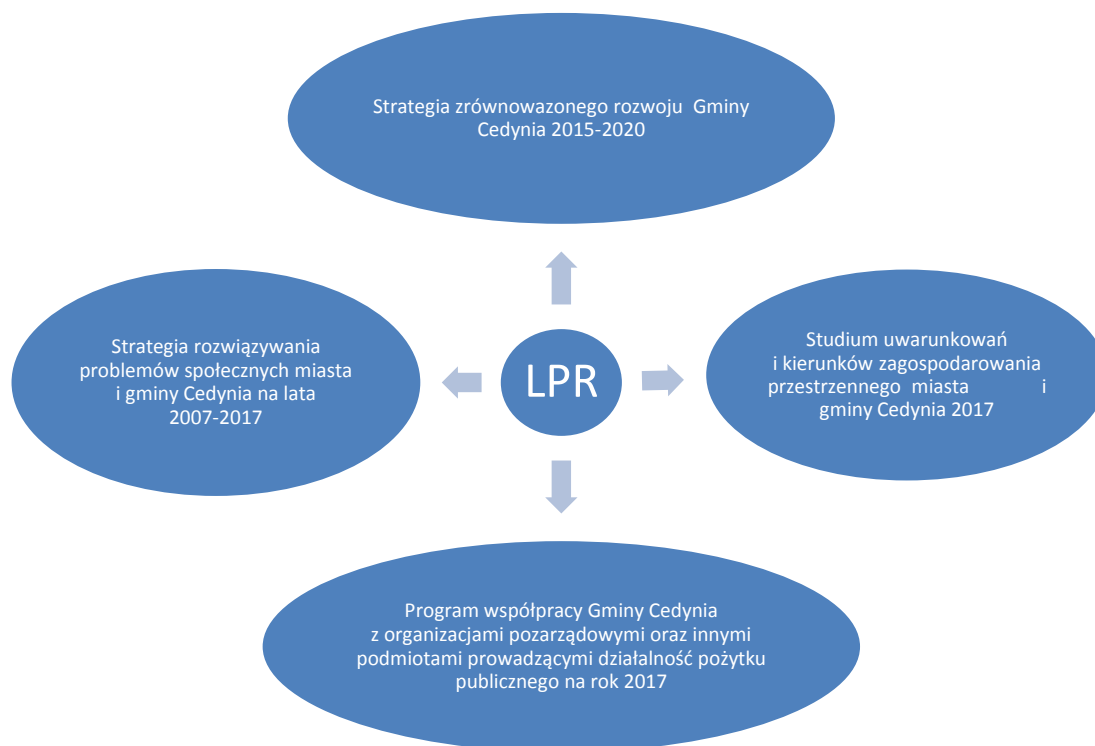 Strategia zrównowazonego rozwoju Gminy
Cedynia 2015-2020
Strategia rozwiązywania
problemów społecznych miasta
i gminy Cedynia na lata
2007-2017
LPR
Studium uwarunkowań
i kierunków zagospodarowania
przestrzennego miasta i
gminy Cedynia 2017
Program współpracy Gminy Cedynia
z organizacjami pozarządowymi oraz innymi
podmiotami prowadzącymi działalność pożytku
publicznego na rok 2017